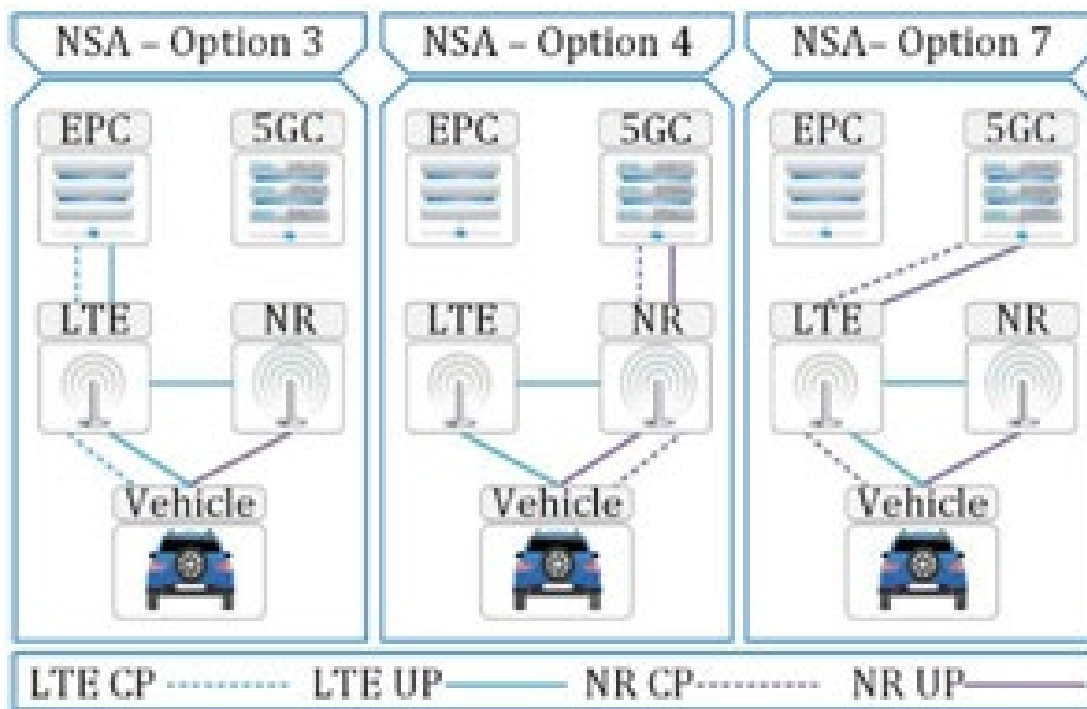 NSA – Option 3
NSA – Option 4
NSA– Option 7
EPC
5GC
EPC
5GC
EPC
5GC
LTE
NR
LTE
NR
LTE
NR
Vehicle
Vehicle
Vehicle
LTE CP
LTE UP
NR CP
NR UP